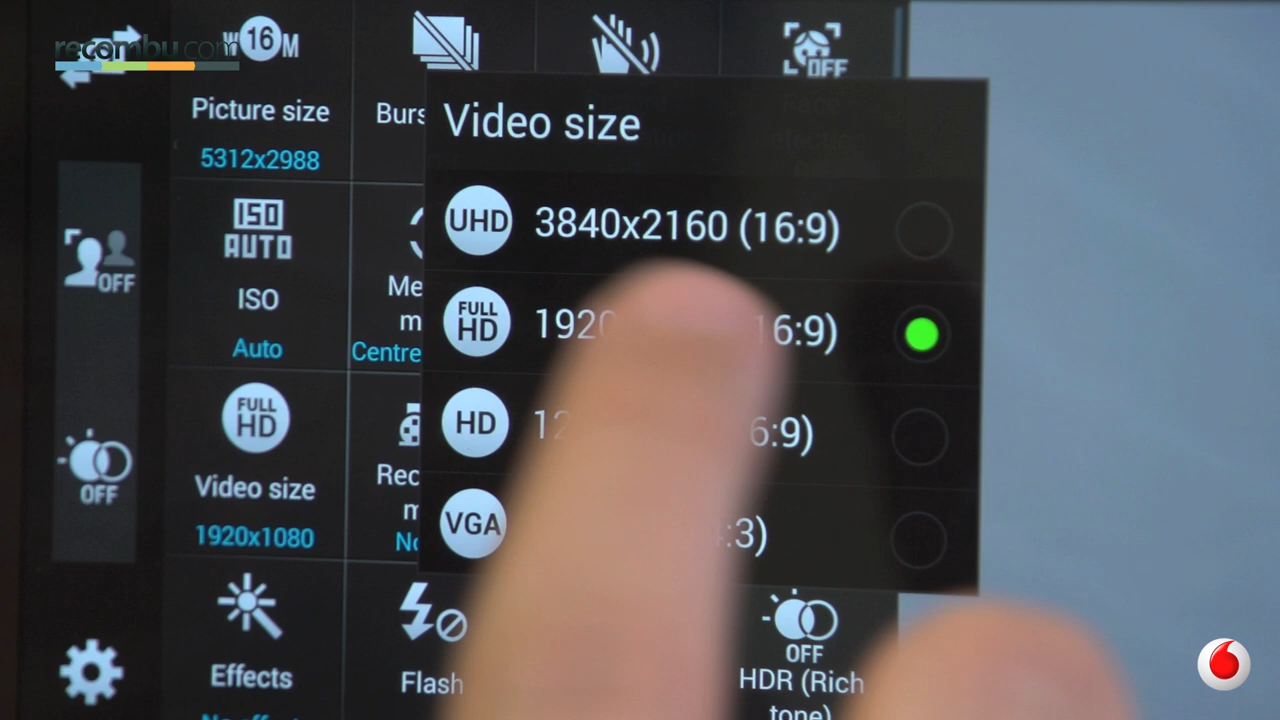 recombu.com
W16M
OFF
Picture size
Burs
5312x2988
Video size
UHD
3840x2160 (16:9)
FULL HD
1920
16:9)
HD
12
6:9)
VGA
:3)
OFF
ISO
AUTO
ISO
Auto
Me
m
Centre
FULL
HD
Video size
1920x1080
OFF
Rec
m
No
Effects
Flash
OFF
HDR (Rich
tone)